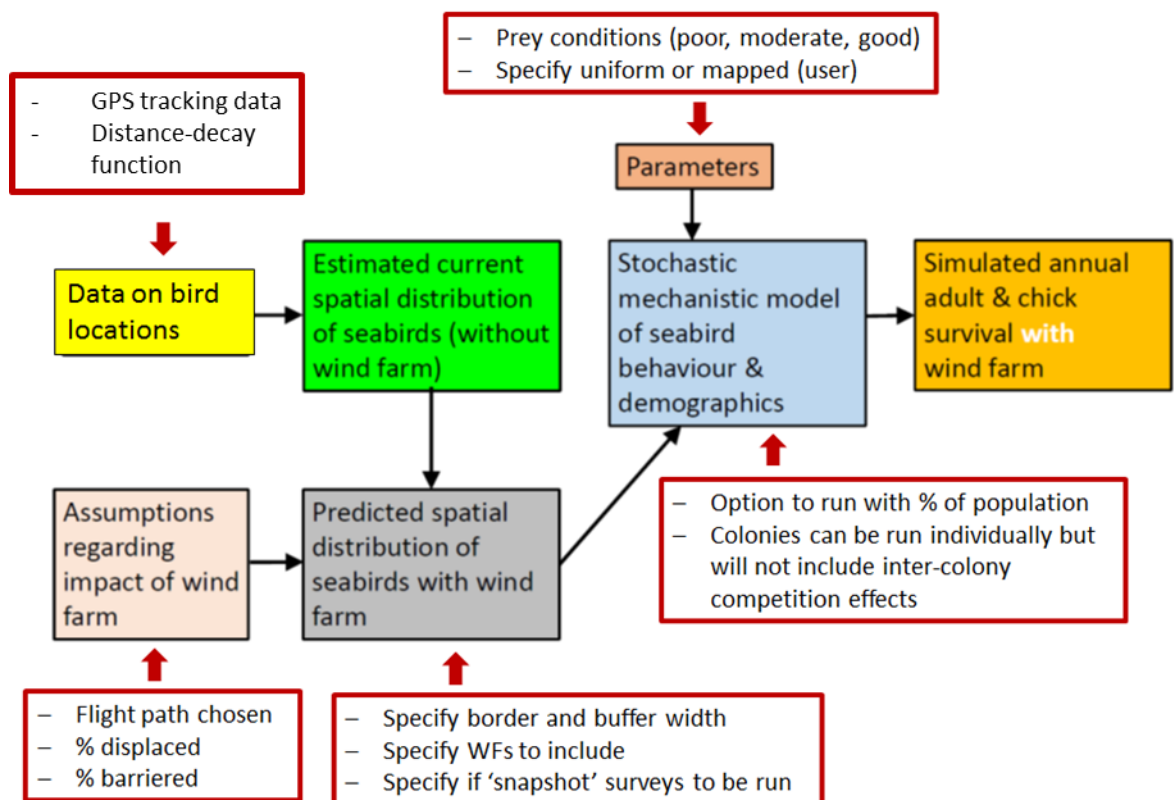 – Prey conditions (poor, moderate, good)
– Specify uniform or mapped (user)
- GPS tracking data
- Distance-decay
function
Parameters
Data on bird
locations
Estimated current
spatial distribution
of seabirds (without
wind farm)
Stochastic
mechanistic model
of seabird
behaviour &
demographics
Simulated annual
adult & chick
survival with
wind farm
Assumptions
regarding
impact of wind
farm
Predicted spatial
distribution of
seabirds with wind
farm
– Option to run with % of population
– Colonies can be run individually but
will not include inter-colony
competition effects
– Flight path chosen
– % displaced
– % barriered
– Specify border and buffer width
– Specify WFs to include
– Specify if ‘snapshot’ surveys to be run